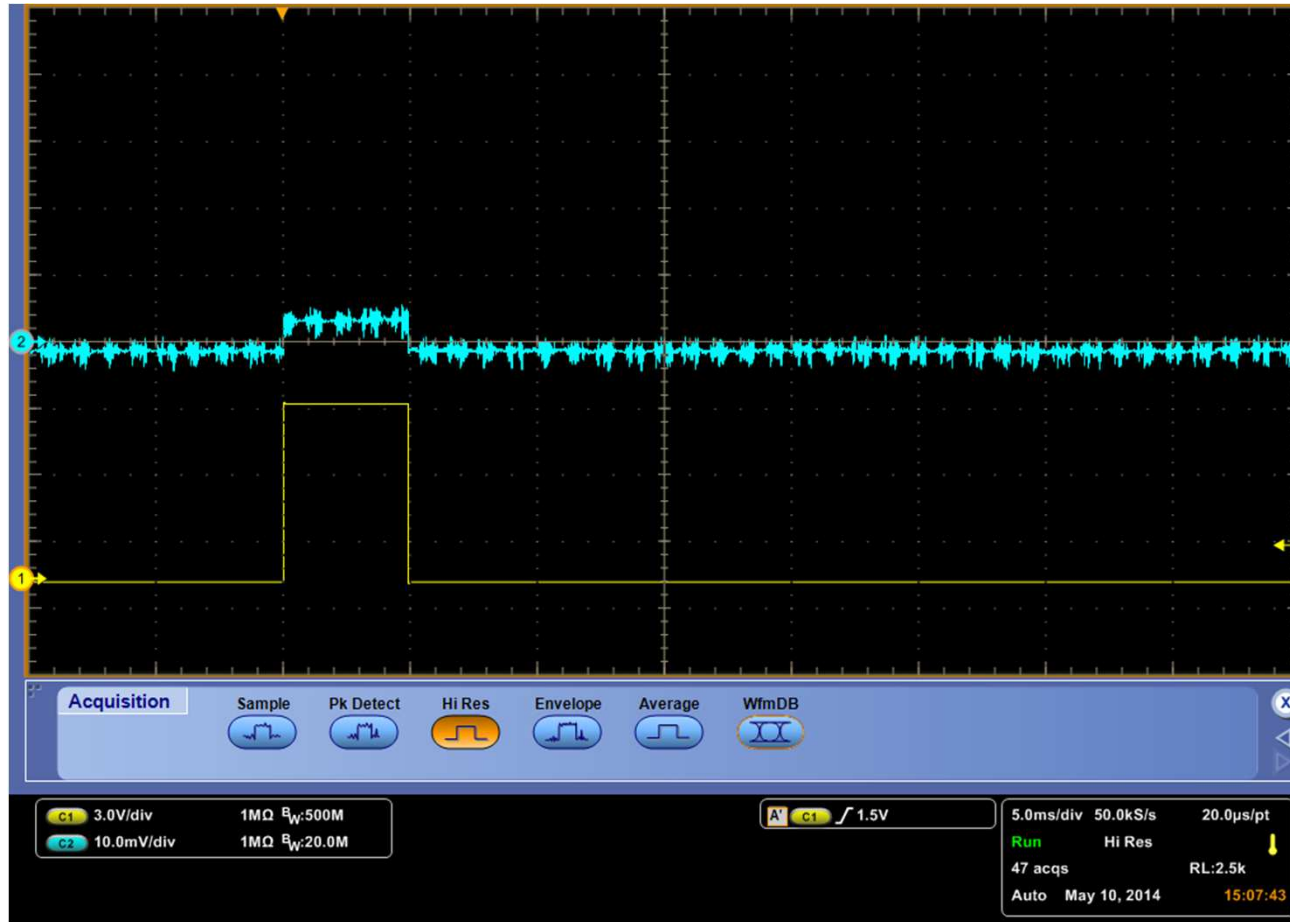 2
1
Acquisition
Sample Pk Detect Hi Res Envelope Average WfmDB
X
C1 3.0V/div 1MΩ BW:500M
C2 10.0mV/div 1MΩ BW:20.0M
A' C1 1.5V
5.0ms/div 50.0kS/s 20.0µs/pt
Run Hi Res
47 acqs RL:2.5k
Auto May 10, 2014 15:07:43